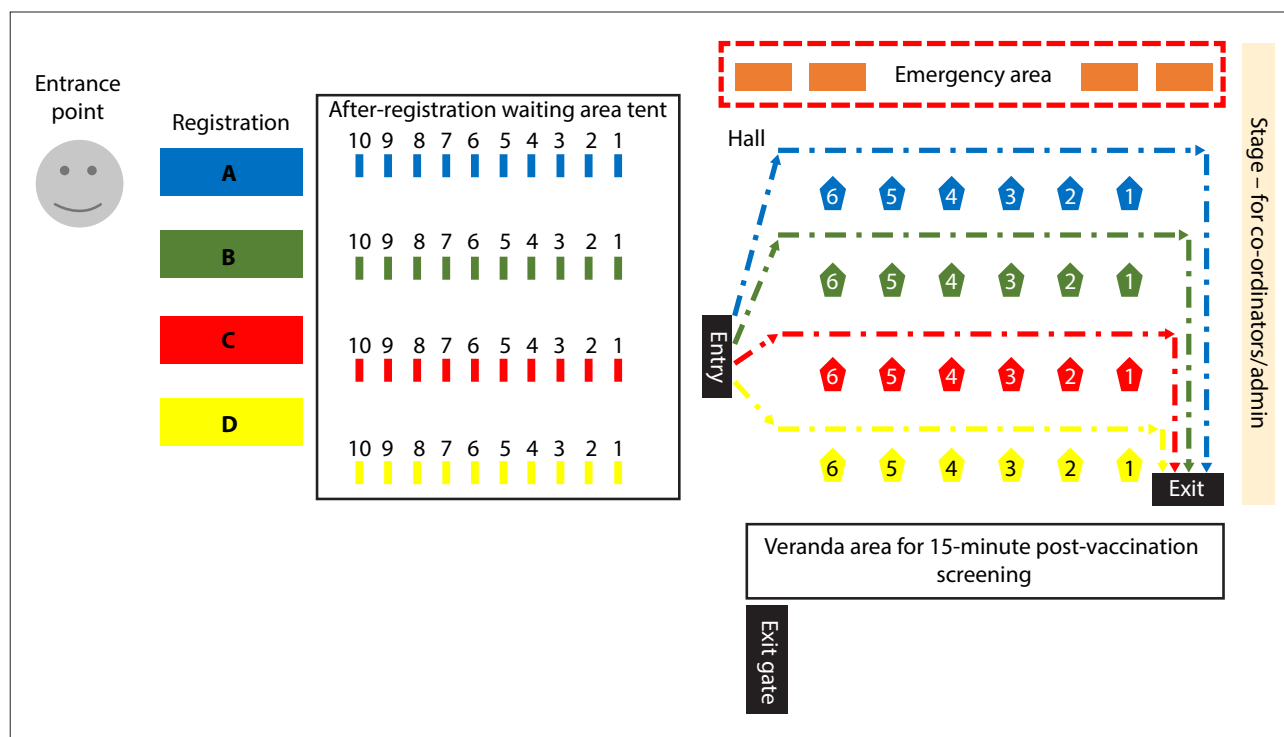 Entrance
point
Registration
A
B
C
D
After-registration waiting area tent
10 9 8 7 6 5 4 3 2 1
10 9 8 7 6 5 4 3 2 1
10 9 8 7 6 5 4 3 2 1
10 9 8 7 6 5 4 3 2 1
Emergency area
Hall
Entry
6 5 4 3 2 1
6 5 4 3 2 1
6 5 4 3 2 1
6 5 4 3 2 1
Exit
Stage – for co-ordinators/admin
Veranda area for 15-minute post-vaccination
screening
Exit gate